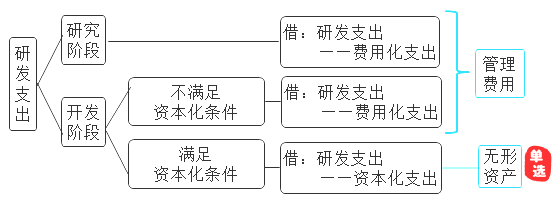 研发支出
研究
阶段
借：研发支出
——费用化支出
管理
费用
开发
阶段
不满足
资本化条件
借：研发支出
——费用化支出
满足
资本化条件
借：研发支出
——资本化支出
无形
资产
单选